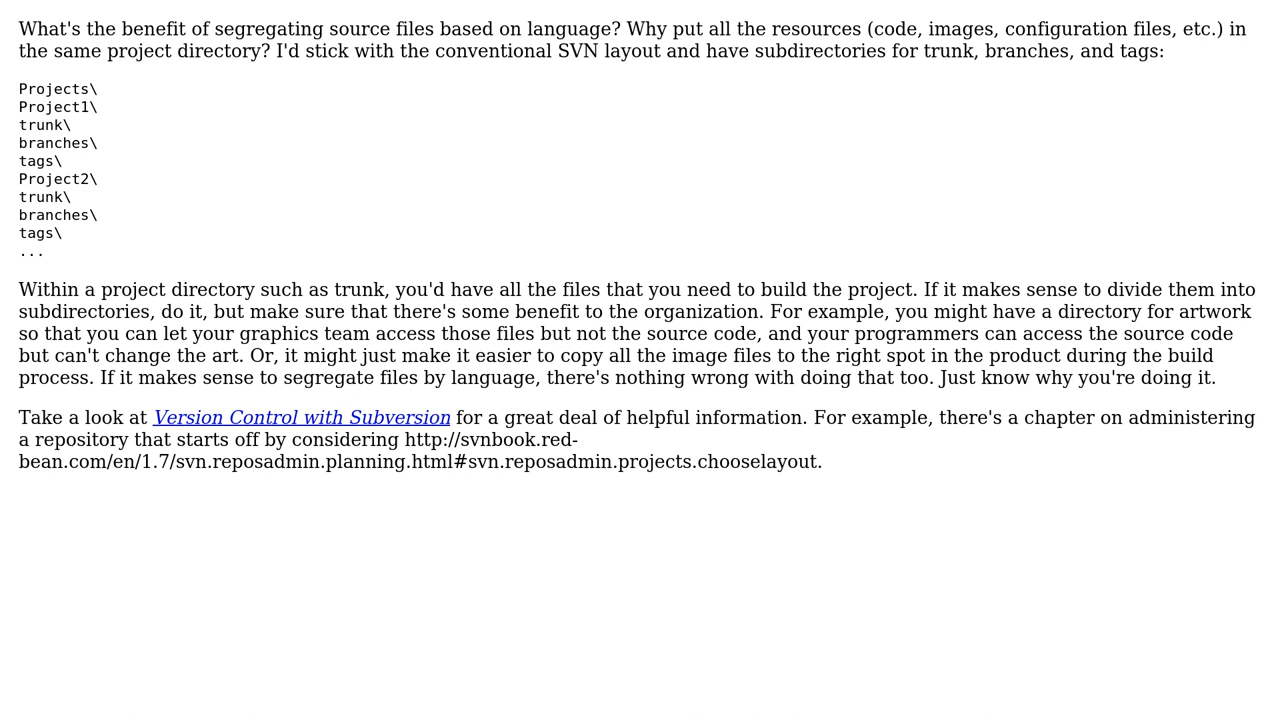 What's the benefit of segregating source files based on language? Why put all the resources (code, images, configuration files, etc.) in
the same project directory? I'd stick with the conventional SVN layout and have subdirectories for trunk, branches, and tags:
Projects\
Project1\
trunk\
branches\
tags\
Project2\
trunk\
branches\
tags\
...
Within a project directory such as trunk, you'd have all the files that you need to build the project. If it makes sense to divide them into
subdirectories, do it, but make sure that there's some benefit to the organization. For example, you might have a directory for artwork
so that you can let your graphics team access those files but not the source code, and your programmers can access the source code
but can't change the art. Or, it might just make it easier to copy all the image files to the right spot in the product during the build
process. If it makes sense to segregate files by language, there's nothing wrong with doing that too. Just know why you're doing it.
Take a look at Version Control with Subversion for a great deal of helpful information. For example, there's a chapter on administering
a repository that starts off by considering http://svnbook.red-
bean.com/en/1.7/svn.reposadmin.planning.html#svn.reposadmin.projects.chooselayout.